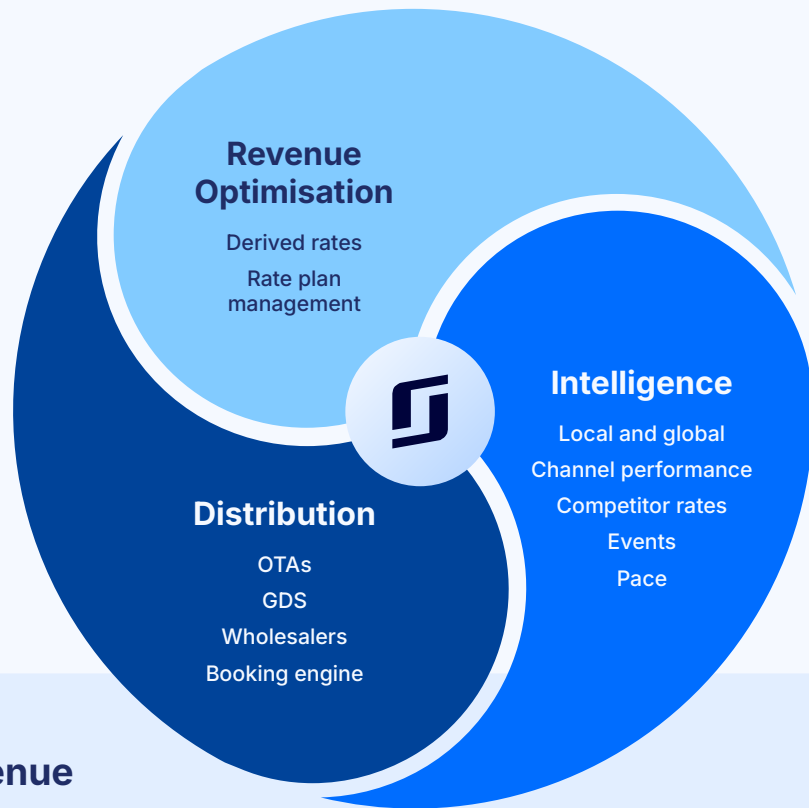 Revenue
Optimisation
Derived rates
Rate plan
management
Intelligence
Local and global
Channel performance
Competitor rates
Events
Pace
Distribution
OTAs
GDS
Wholesalers
Booking engine
enue